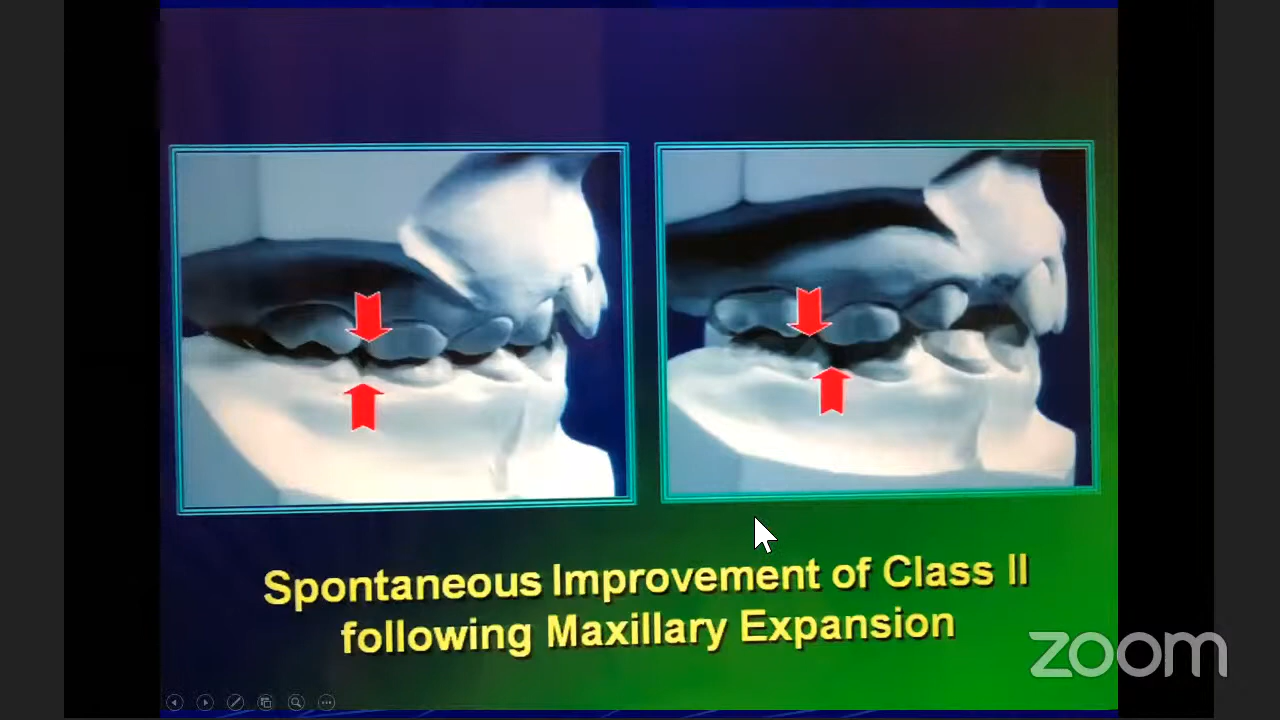 Spontaneous Improvement of Class II
following Maxillary Expansion
zoom